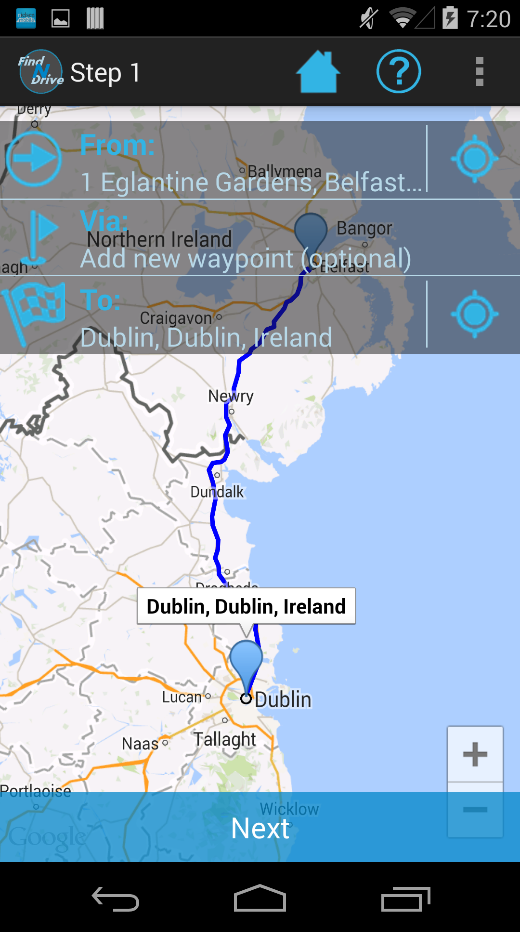 7:20
Find N Drive
Step 1
?
Derry
From:
1 Eglantine Gardens, Belfast...
Ballymena
Via:
Northern Ireland
Bangor
Add new waypoint (optional)
Belfast
agh
To:
Craigavon
Dublin, Dublin, Ireland
Newry
Dundalk
Drogheda
Dublin, Dublin, Ireland
Lucan
Dublin
Tallaght
Naas
+
Portlaoise
−
Wicklow
Google
Next